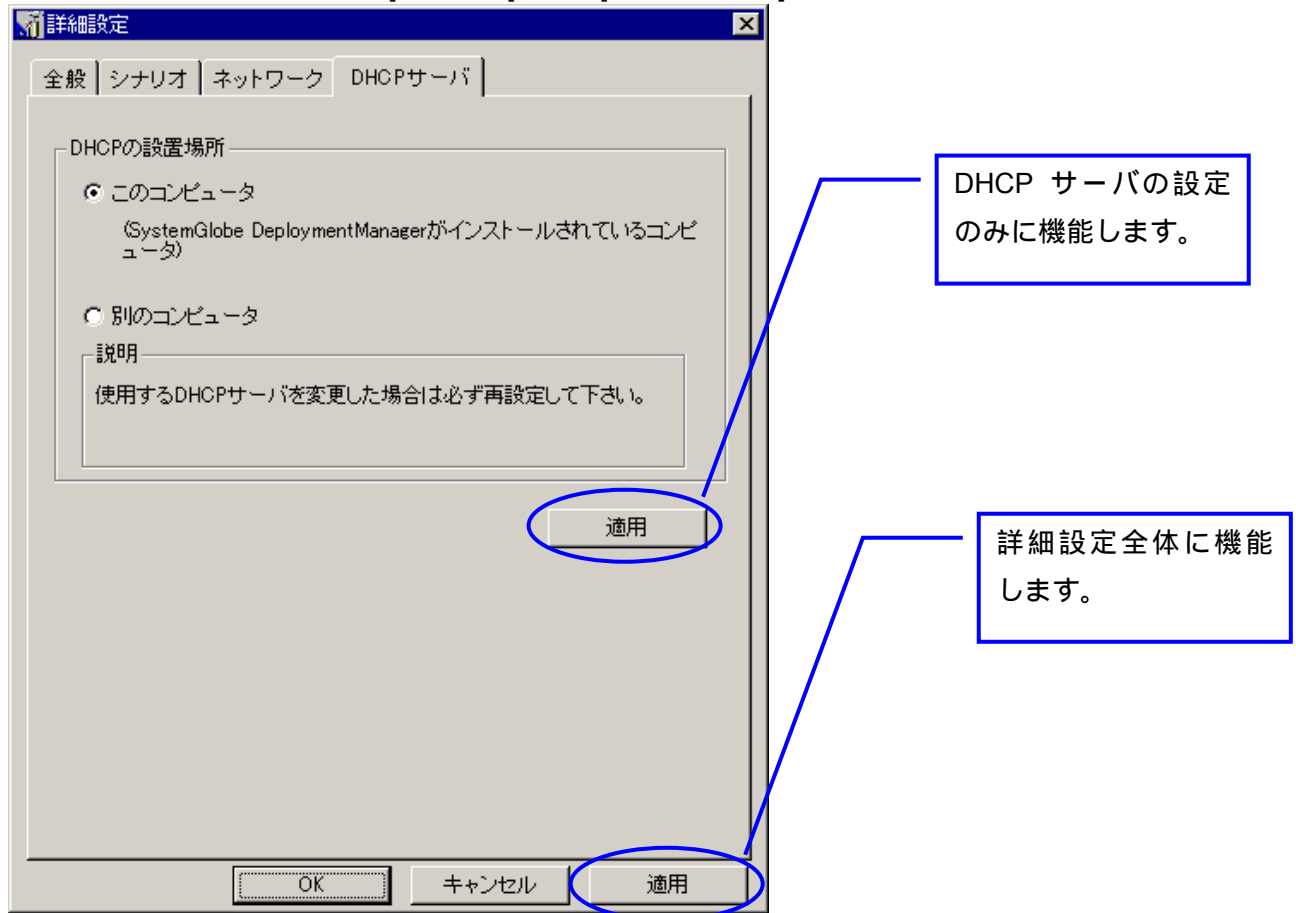 詳細設定
全般 シナリオ ネットワーク DHCPサーバ
DHCPの設置場所
このコンピュータ
(SystemGlobe DeploymentManagerがインストールされているコンピ
ュータ)
別のコンピュータ
説明
使用するDHCPサーバを変更した場合は必ず再設定して下さい。
適用
OK キャンセル 適用
DHCP サーバの設定
のみに機能します。
詳細設定全体に機能
します。